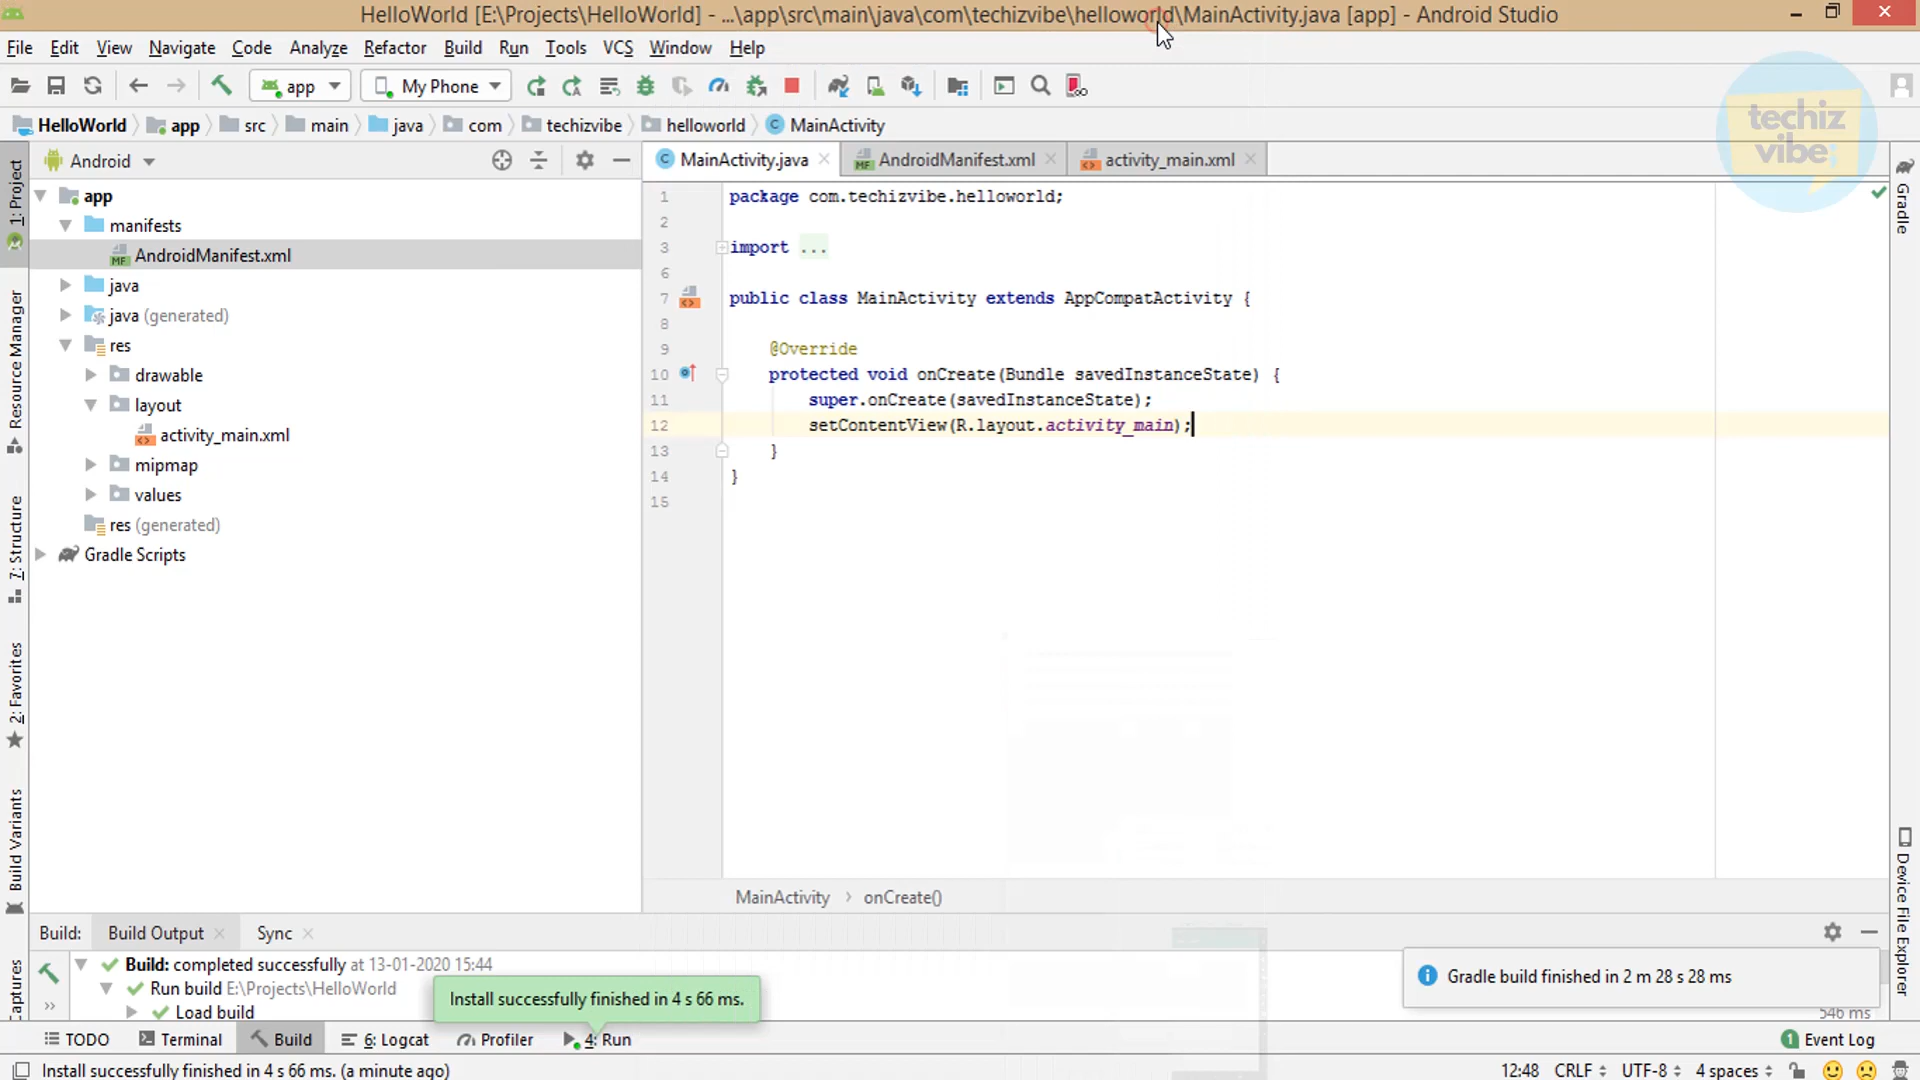 HelloWorld [E:\Projects\HelloWorld] - ...\app\src\main\java\com\techizvibe\helloworld\MainActivity.java [app] - Android Studio
File Edit View Navigate Code Analyze Refactor Build Run Tools VCS Window Help
app My Phone
HelloWorld app src main java com techizvibe helloworld MainActivity
techiz
vibe:
1: Project
Resource Manager
7: Structure
2: Favorites
Build Variants
Captures
Android
app
manifests
AndroidManifest.xml
java
java (generated)
res
drawable
layout
activity_main.xml
mipmap
values
res (generated)
Gradle Scripts
MainActivity.java AndroidManifest.xml activity_main.xml
1 package com.techizvibe.helloworld;
2
3 import ...
6
7 public class MainActivity extends AppCompatActivity {
8
9 @Override
10 protected void onCreate(Bundle savedInstanceState) {
11 super.onCreate(savedInstanceState);
12 setContentView(R.layout.activity_main);
13 }
14 }
15
MainActivity › onCreate()
Gradle
Device File Explorer
Build: Build Output Sync
Build: completed successfully at 13-01-2020 15:44
Run build E:\Projects\HelloWorld
Load build
546 ms
Install successfully finished in 4 s 66 ms.
Gradle build finished in 2 m 28 s 28 ms
TODO Terminal Build 6: Logcat Profiler 4: Run 1 Event Log
Install successfully finished in 4 s 66 ms. (a minute ago) 12:48 CRLF UTF-8 4 spaces